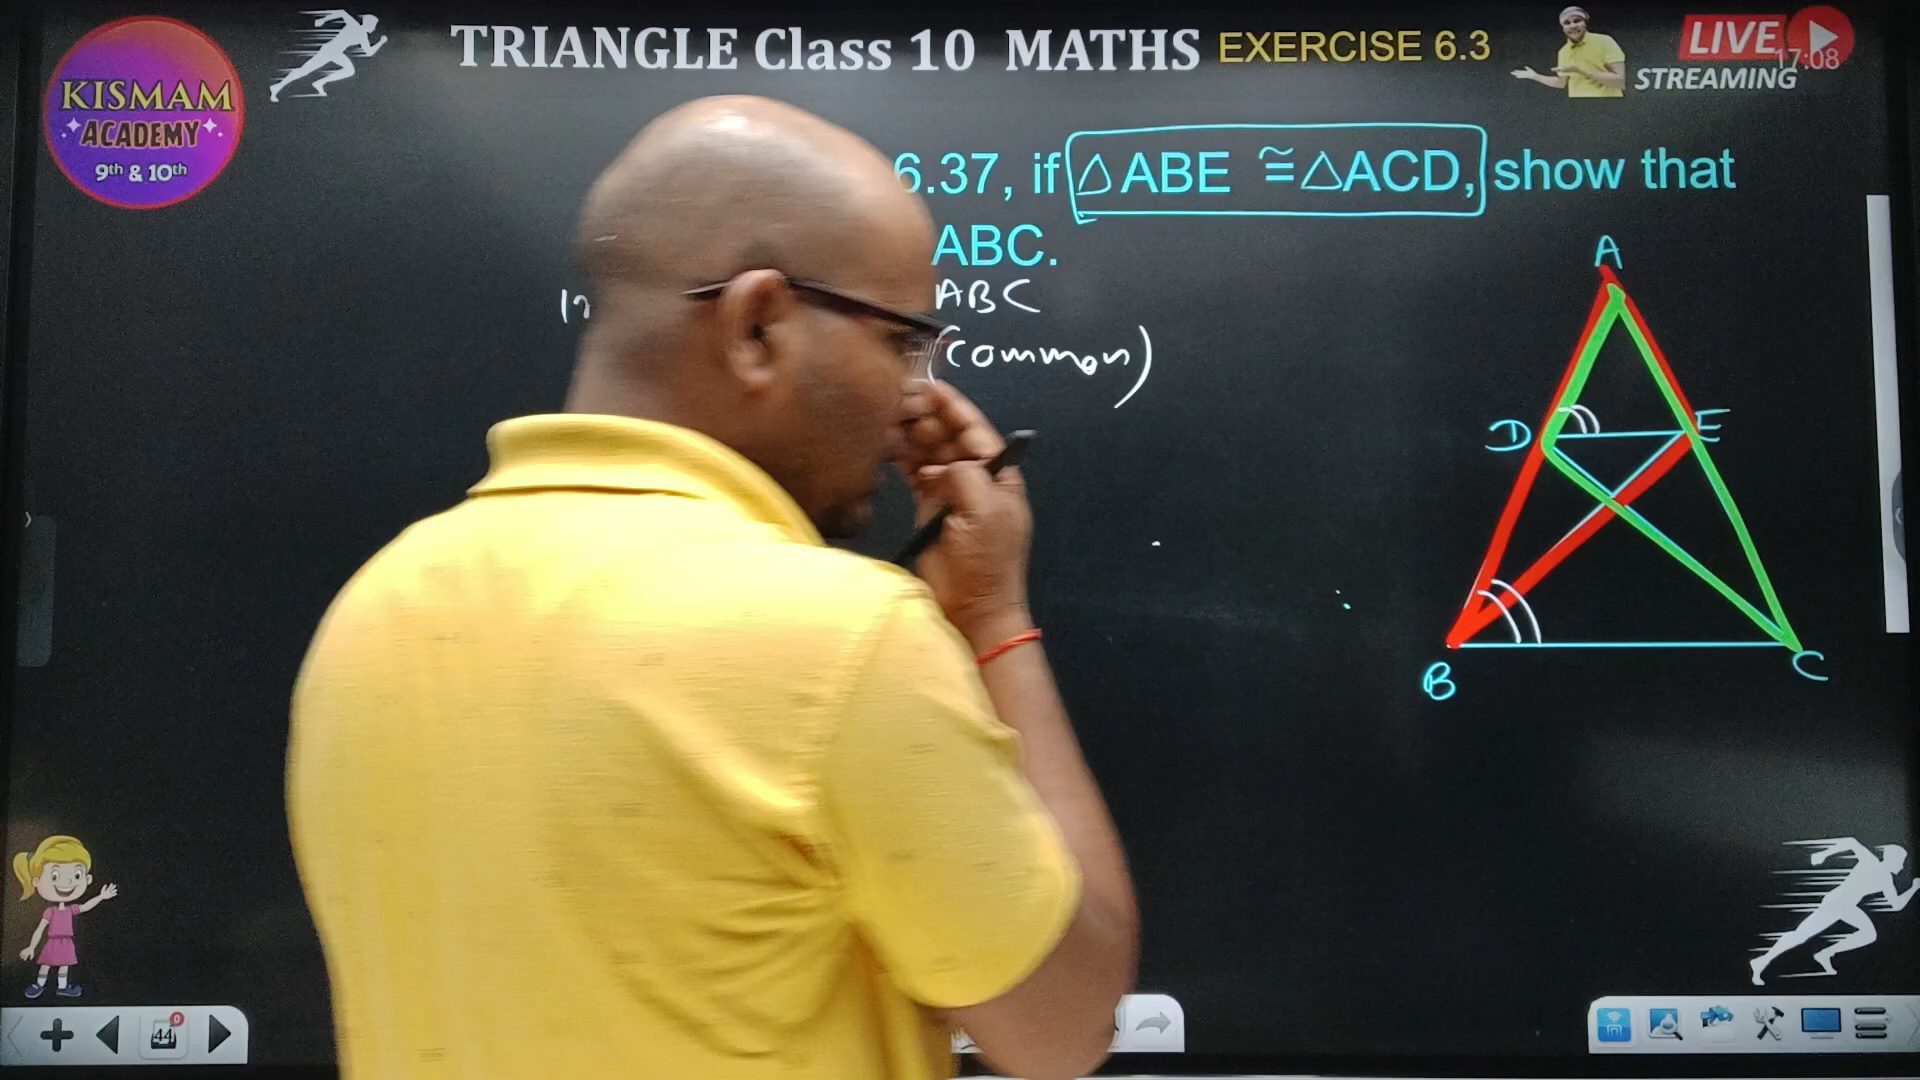 KISMAM
ACADEMY
9th & 10th
TRIANGLE Class 10 MATHS EXERCISE 6.3
LIVE
17:08
STREAMING
6.37, if △ABE ≅ △ACD, show that
ABC.
ABC
(Common)
A
D
E
B
C
44
0